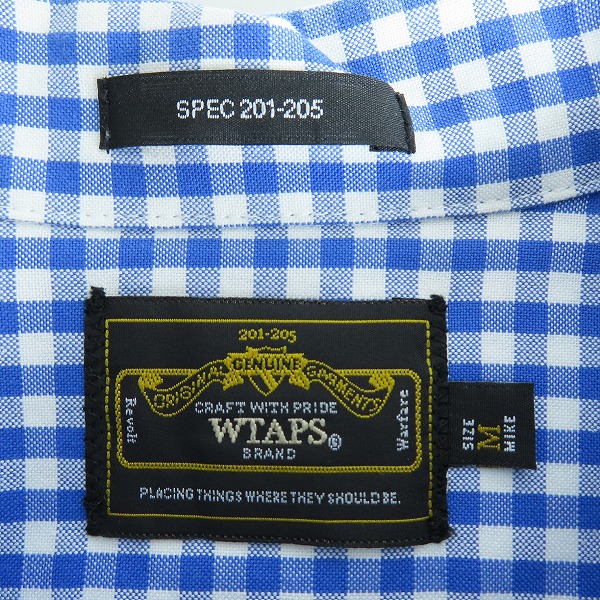 SPEC 201-205
201-205
ORIGINAL GENUINE GARMENTS
CRAFT WITH PRIDE
WTAPS®
BRAND
Revolt
Warfare
PLACING THINGS WHERE THEY SHOULD BE.
SIZE
M
MIKE